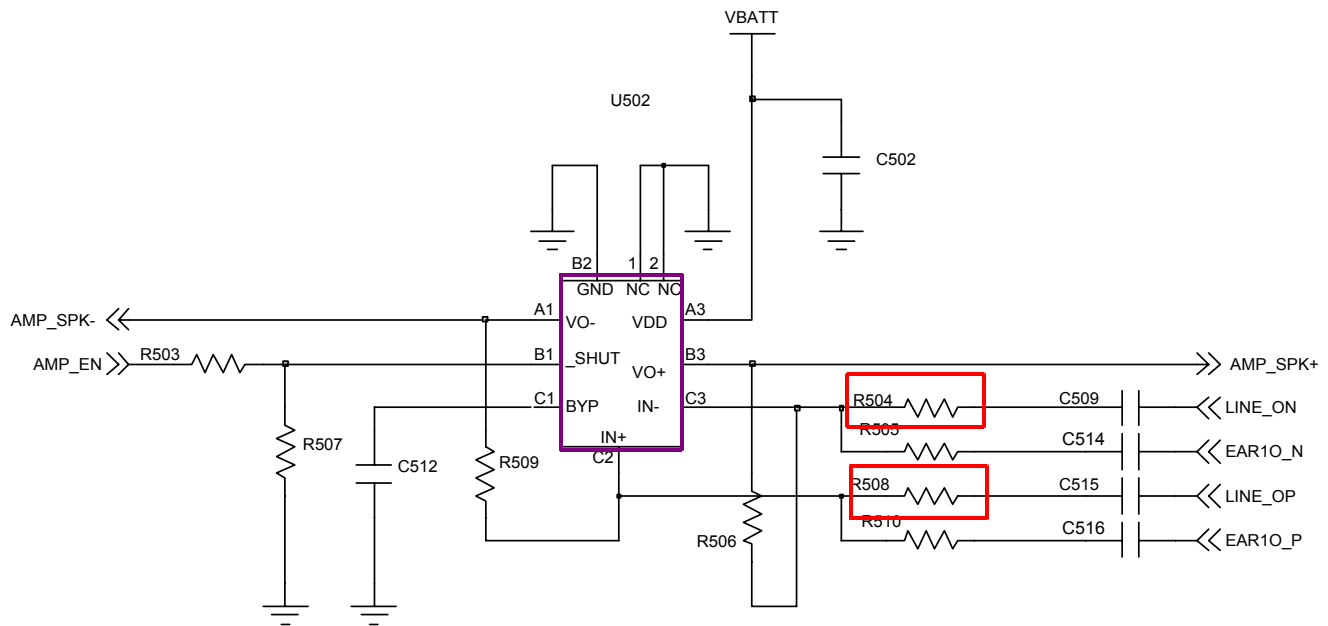 VBATT
U502
C502
B2 1 2
GND NC NC
AMP_SPK- A1 VO- VDD A3
AMP_EN R503 B1 _SHUT VO+ B3 AMP_SPK+
C1 BYP IN- C3 R504 C509 LINE_ON
IN+ R505 C514 EAR1O_N
R507 C512 R509 C2
R508 C515 LINE_OP
R506 R510 C516 EAR1O_P